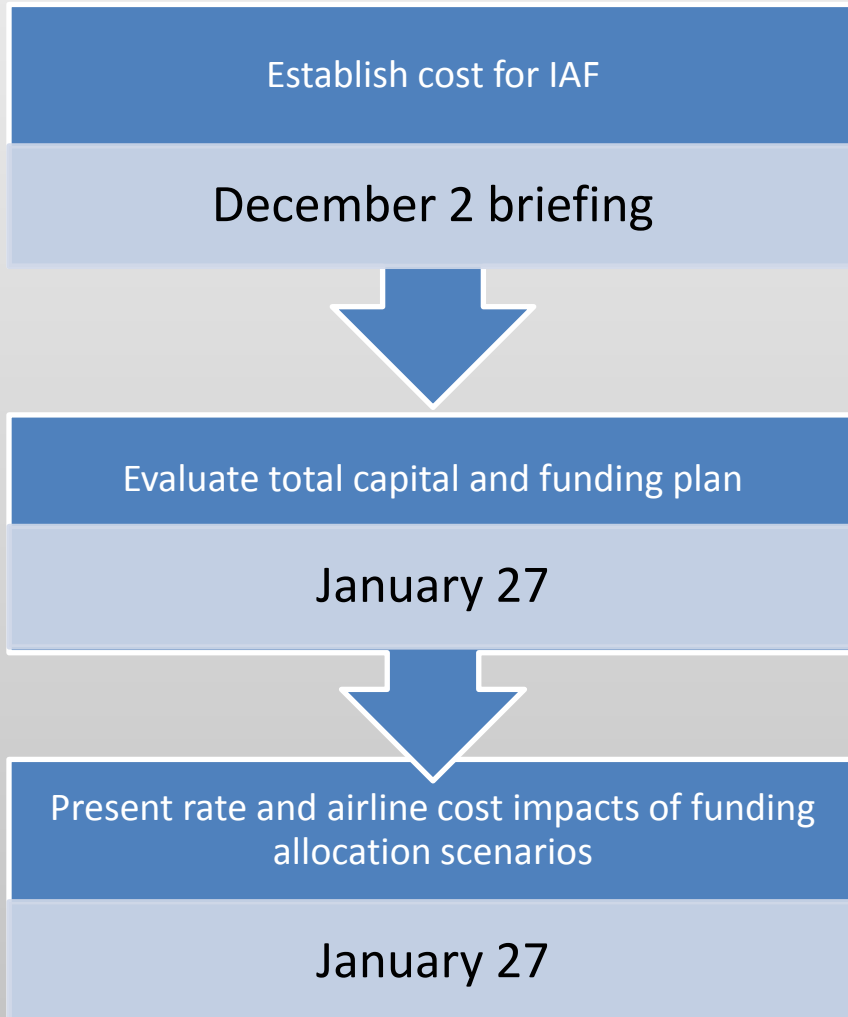 Establish cost for IAF
December 2 briefing
Evaluate total capital and funding plan
January 27
Present rate and airline cost impacts of funding
allocation scenarios
January 27